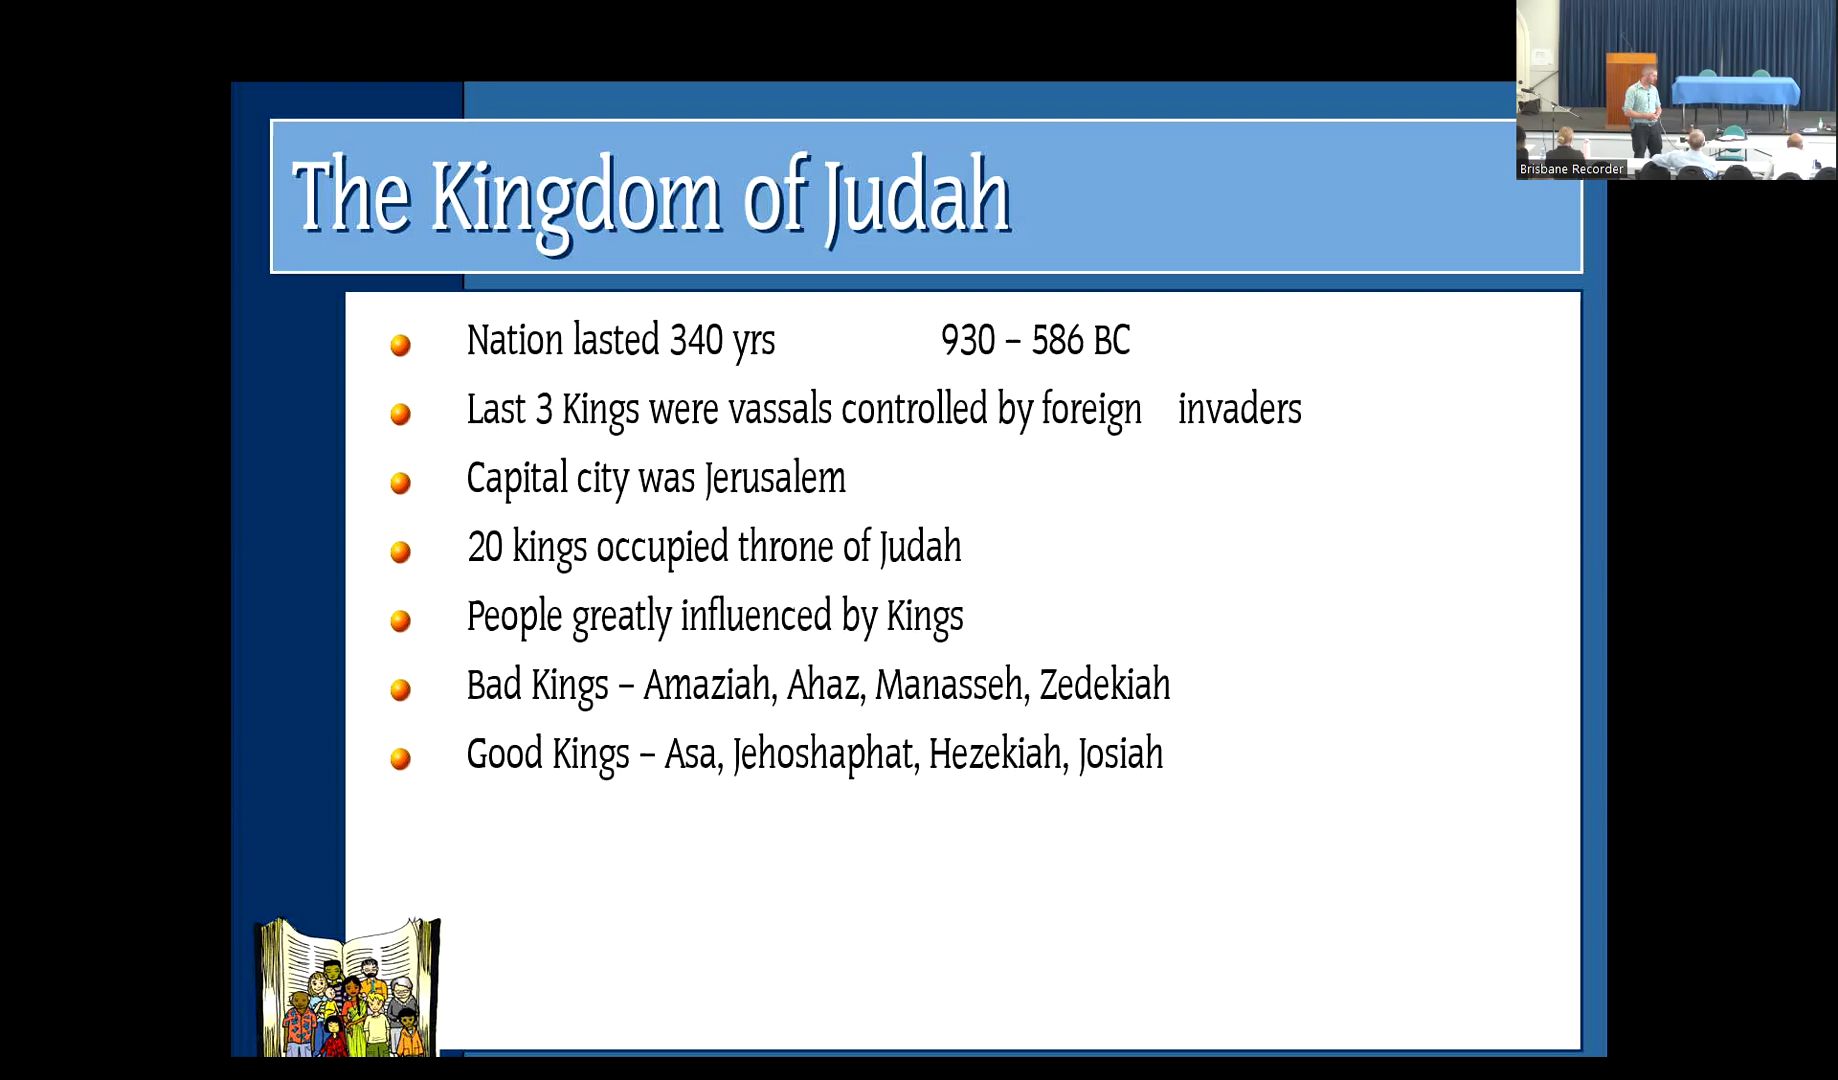 The Kingdom of Judah
Nation lasted 340 yrs 930 – 586 BC
Last 3 Kings were vassals controlled by foreign invaders
Capital city was Jerusalem
20 kings occupied throne of Judah
People greatly influenced by Kings
Bad Kings – Amaziah, Ahaz, Manasseh, Zedekiah
Good Kings – Asa, Jehoshaphat, Hezekiah, Josiah
Brisbane Recorder